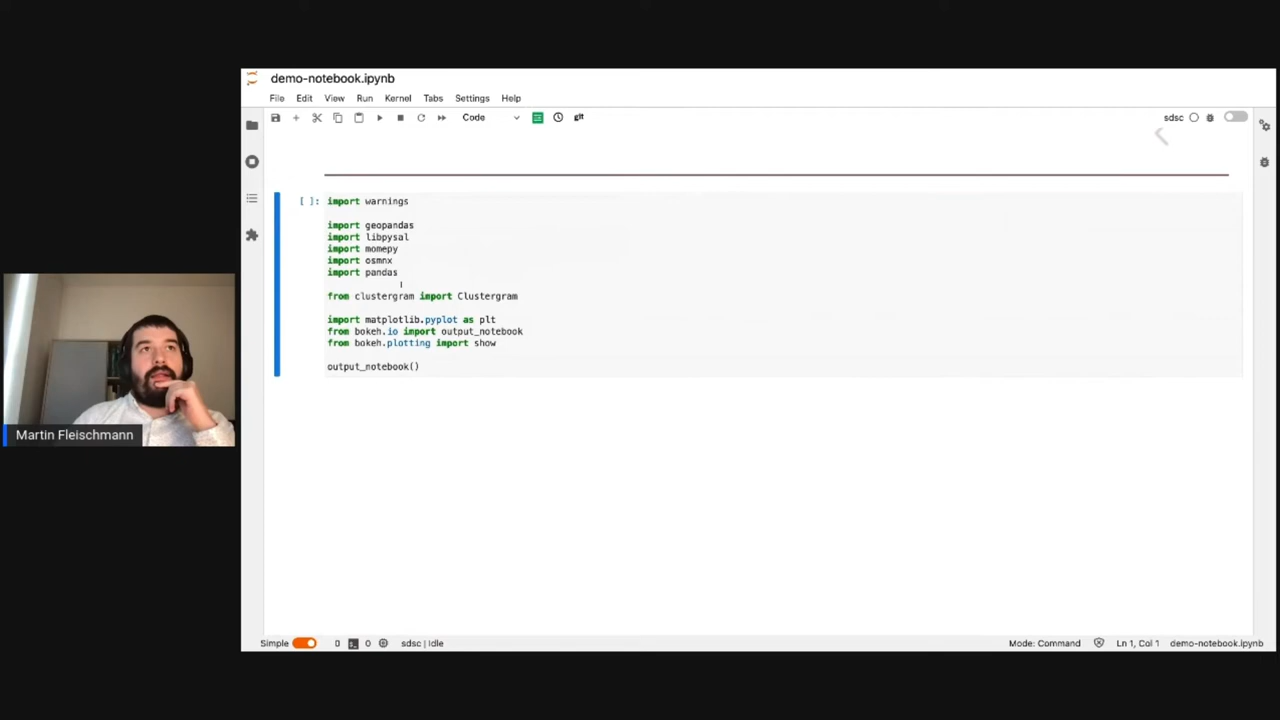 demo-notebook.ipynb
File Edit View Run Kernel Tabs Settings Help
Code
git
sdsc
[ ]:
import warnings
import geopandas
import libpysal
import momepy
import osmnx
import pandas
from clustergram import Clustergram
import matplotlib.pyplot as plt
from bokeh.io import output_notebook
from bokeh.plotting import show
output_notebook()
Martin Fleischmann
Simple 0 0 sdsc | Idle Mode: Command Ln 1, Col 1 demo-notebook.ipynb